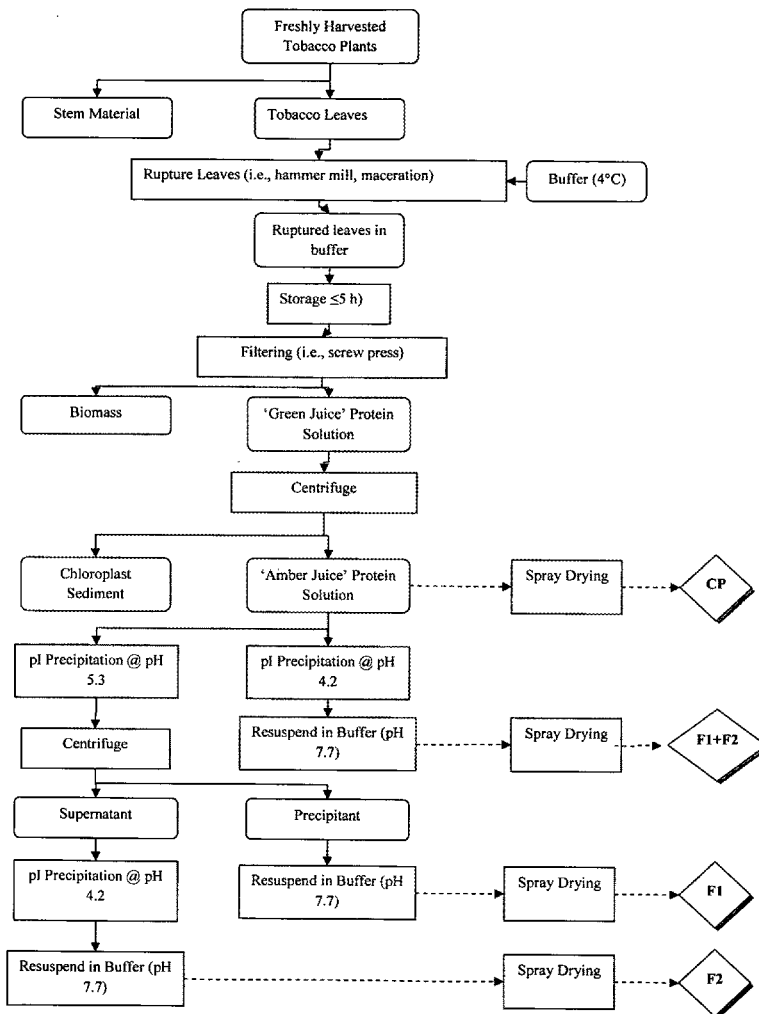 Freshly Harvested
Tobacco Plants
Stem Material
Tobacco Leaves
Rupture Leaves (i.e., hammer mill, maceration)
Buffer (4°C)
Ruptured leaves in
buffer
Storage ≤5 h)
Filtering (i.e., screw press)
Biomass
'Green Juice' Protein
Solution
Centrifuge
Chloroplast
Sediment
'Amber Juice' Protein
Solution
Spray Drying
CP
pI Precipitation @ pH
5.3
pI Precipitation @ pH
4.2
Centrifuge
Resuspend in Buffer (pH
7.7)
Spray Drying
F1+F2
Supernatant
Precipitant
pI Precipitation @ pH
4.2
Resuspend in Buffer (pH
7.7)
Spray Drying
F1
Resuspend in Buffer (pH
7.7)
Spray Drying
F2